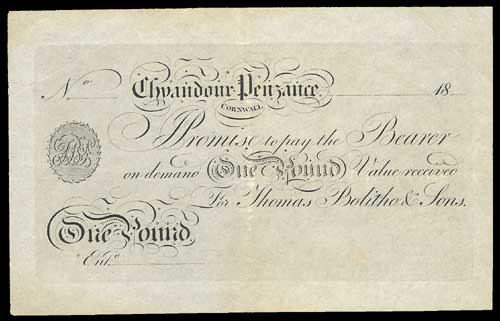 No Chyandour Penzance 18
CORNWALL
I Promise to pay the Bearer
on demand One Pound Value received
For Thomas Bolitho & Sons.
One Pound
Ent.d